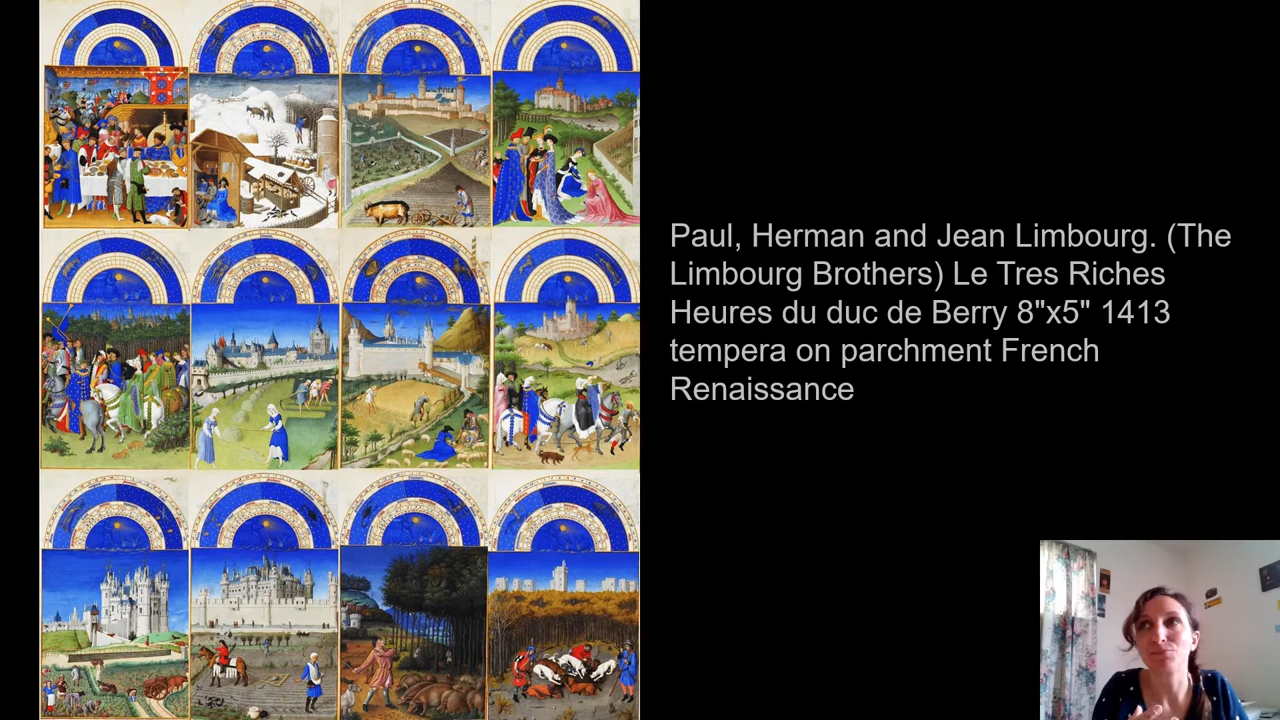 Paul, Herman and Jean Limbourg. (The
Limbourg Brothers) Le Tres Riches
Heures du duc de Berry 8"x5" 1413
tempera on parchment French
Renaissance